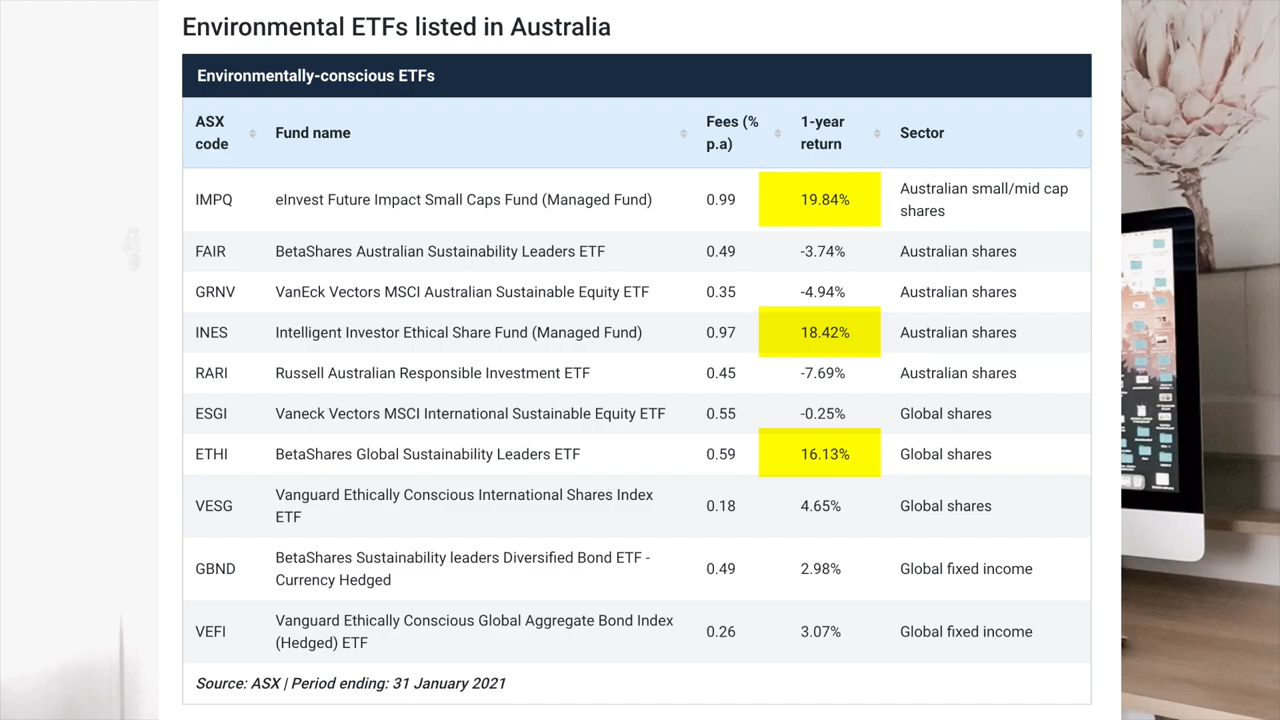 Environmental ETFs listed in Australia
Environmentally-conscious ETFs
ASX code Fund name Fees (% p.a) 1-year return Sector
IMPQ eInvest Future Impact Small Caps Fund (Managed Fund) 0.99 19.84% Australian small/mid cap shares
FAIR BetaShares Australian Sustainability Leaders ETF 0.49 -3.74% Australian shares
GRNV VanEck Vectors MSCI Australian Sustainable Equity ETF 0.35 -4.94% Australian shares
INES Intelligent Investor Ethical Share Fund (Managed Fund) 0.97 18.42% Australian shares
RARI Russell Australian Responsible Investment ETF 0.45 -7.69% Australian shares
ESGI Vaneck Vectors MSCI International Sustainable Equity ETF 0.55 -0.25% Global shares
ETHI BetaShares Global Sustainability Leaders ETF 0.59 16.13% Global shares
VESG Vanguard Ethically Conscious International Shares Index ETF 0.18 4.65% Global shares
GBND BetaShares Sustainability leaders Diversified Bond ETF - Currency Hedged 0.49 2.98% Global fixed income
VEFI Vanguard Ethically Conscious Global Aggregate Bond Index (Hedged) ETF 0.26 3.07% Global fixed income
Source: ASX | Period ending: 31 January 2021